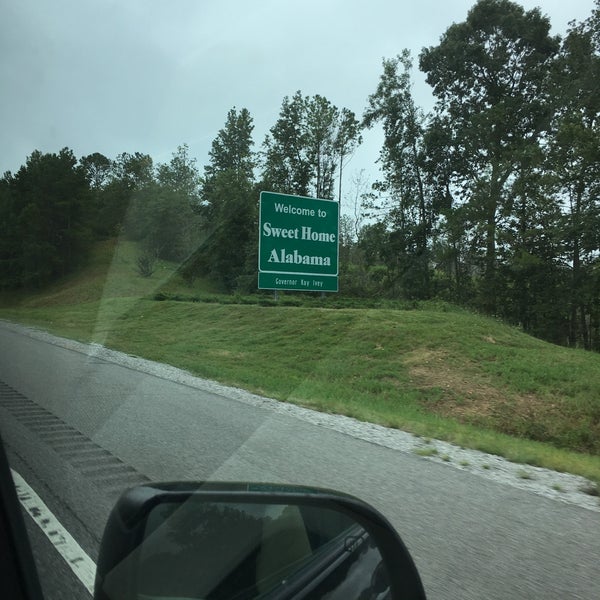 Welcome to
Sweet Home
Alabama
Governor Kay Ivey